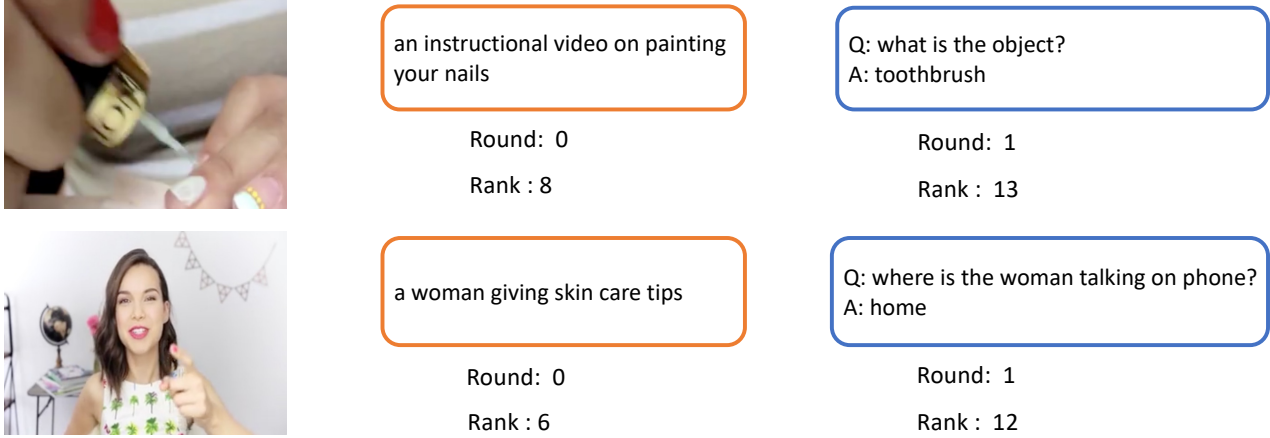 an instructional video on painting
your nails
Q: what is the object?
A: toothbrush
Round: 0
Rank : 8
Round: 1
Rank : 13
a woman giving skin care tips
Q: where is the woman talking on phone?
A: home
Round: 0
Rank : 6
Round: 1
Rank : 12